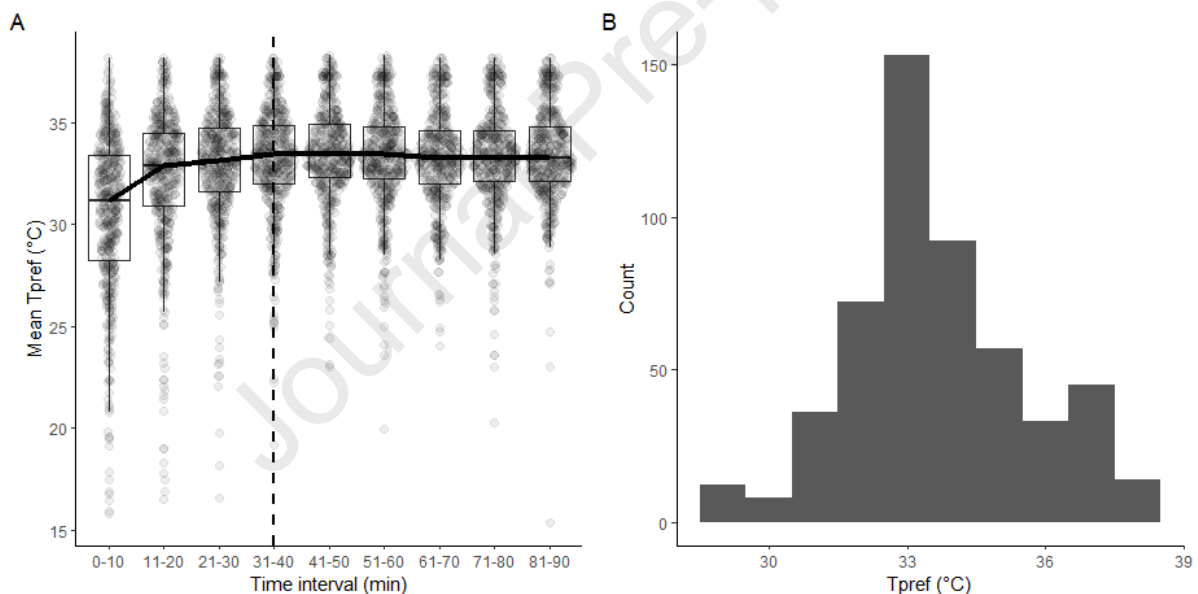 A
Mean Tpref (°C)
35
30
25
20
15
0-10 11-20 21-30 31-40 41-50 51-60 61-70 71-80 81-90
Time interval (min)
B
Count
150
100
50
0
30 33 36 39
Tpref (°C)
Journal Pre-